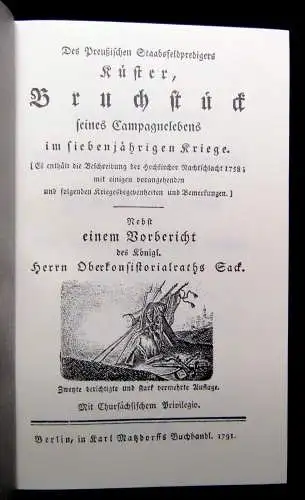 Des Preußischen Staabsfeldpredigers
Küster,
Bruchstück
seines Campagnelebens
im siebenjährigen Kriege.
[Es enthält die Beschreibung der Hochkircher Nachtschlacht 1758;
mit einigen vorangehenden
und folgenden Kriegesbegebenheiten und Bemerkungen.]
Nebst
einem Vorbericht
des Königl.
Herrn Oberkonsistorialraths Sack.
Zweyte berichtigte und stark vermehrte Auflage.
Mit Chursächsischem Privilegio.
Berlin, in Karl Matzdorffs Buchhandl. 1791.